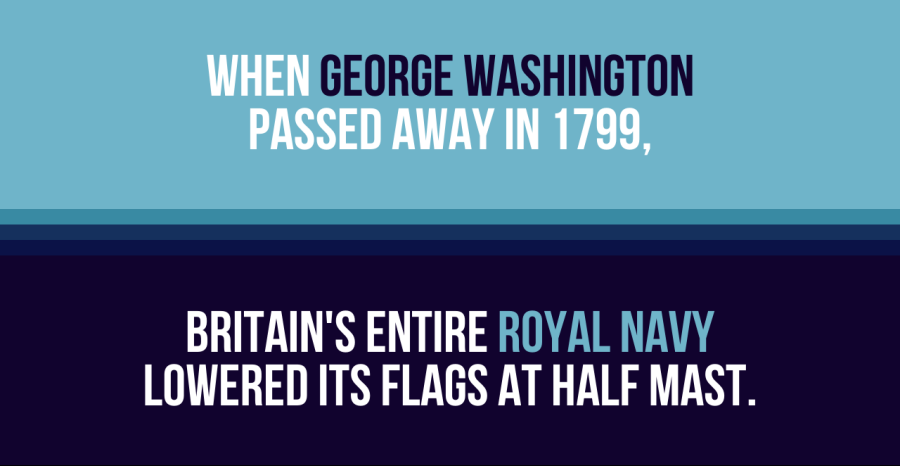 WHEN GEORGE WASHINGTON
PASSED AWAY IN 1799,
BRITAIN'S ENTIRE ROYAL NAVY
LOWERED ITS FLAGS AT HALF MAST.